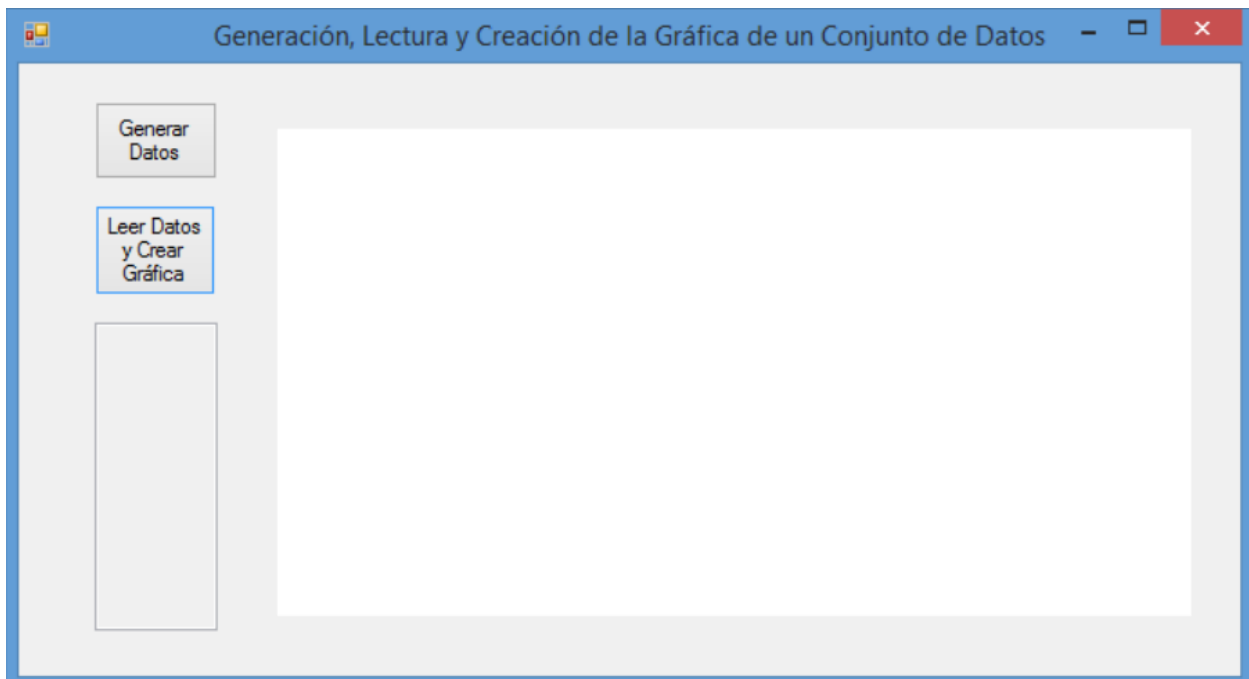 Generación, Lectura y Creación de la Gráfica de un Conjunto de Datos
Generar
Datos
Leer Datos
y Crear
Gráfica